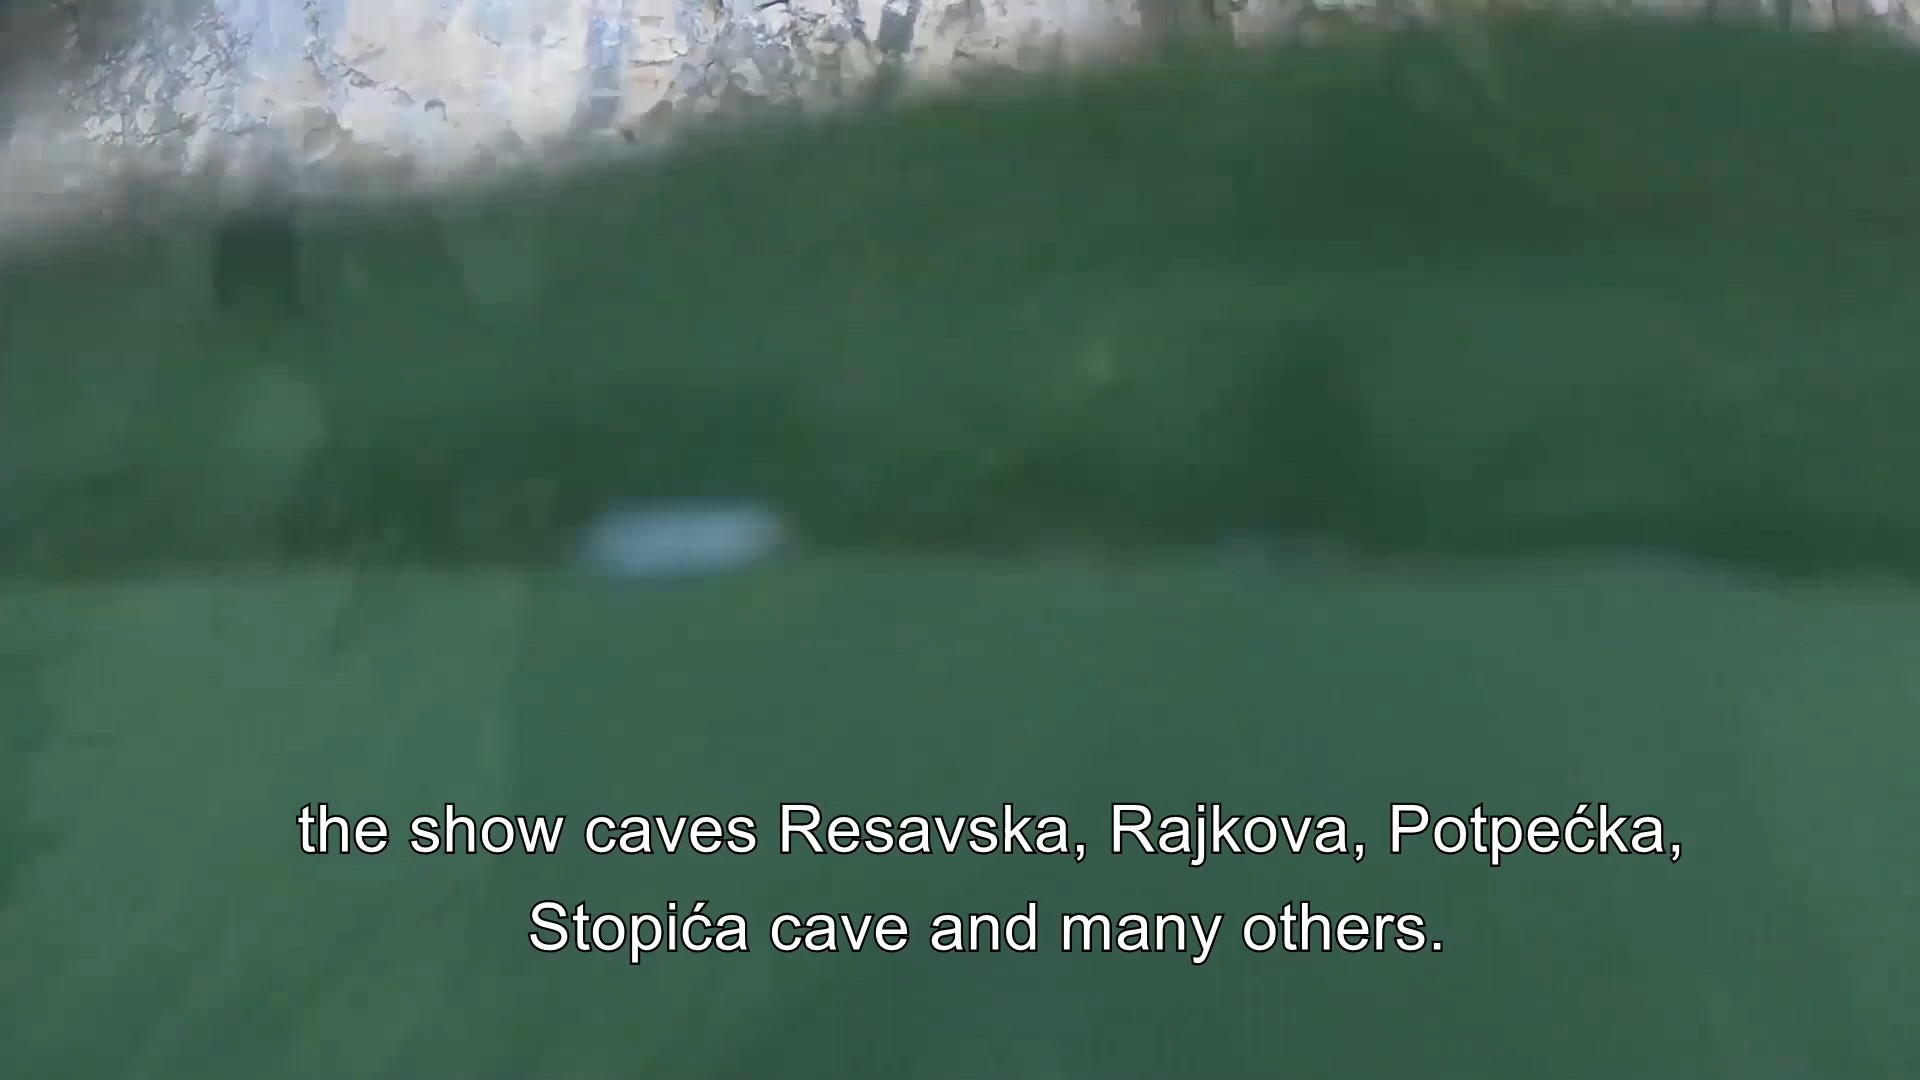 the show caves Resavska, Rajkova, Potpećka,
Stopića cave and many others.